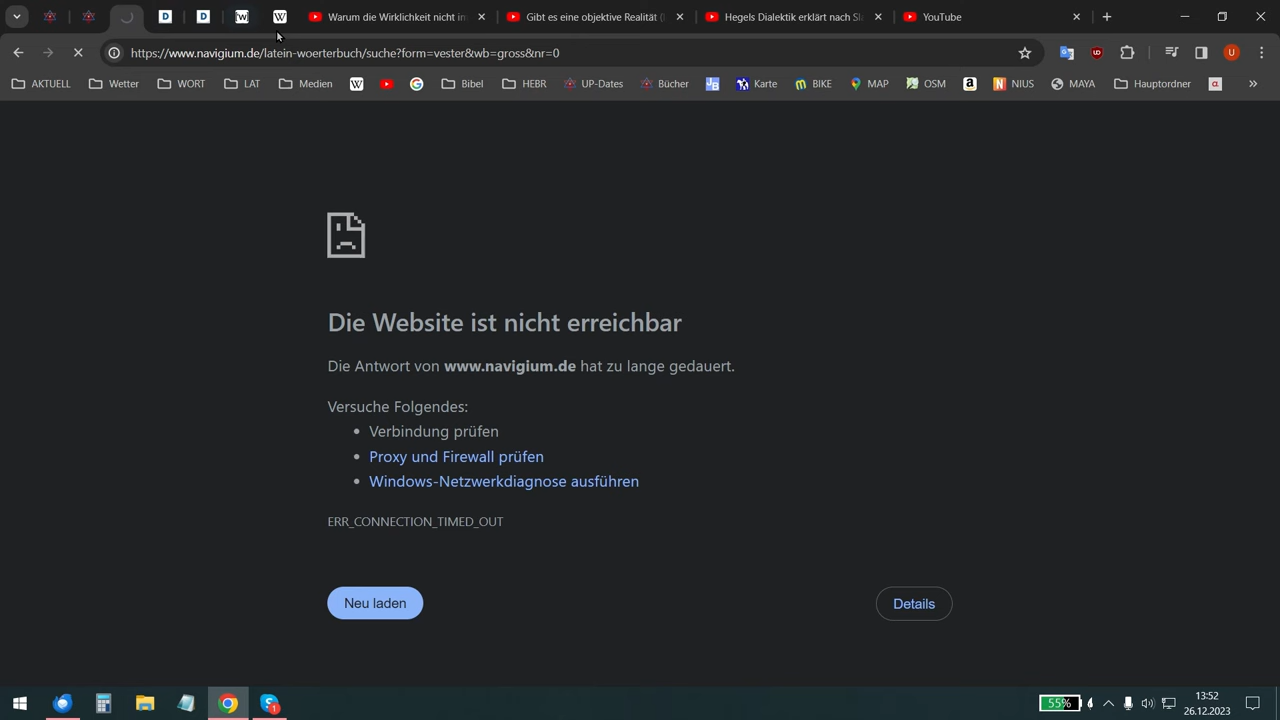 Warum die Wirklichkeit nicht in
Gibt es eine objektive Realität (
Hegels Dialektik erklärt nach Sla
YouTube
https://www.navigium.de/latein-woerterbuch/suche?form=vester&wb=gross&nr=0
U
AKTUELL
Wetter
WORT
LAT
Medien
Bibel
HEBR
UP-Dates
Bücher
Karte
BIKE
MAP
OSM
NIUS
MAYA
Hauptordner
Die Website ist nicht erreichbar
Die Antwort von www.navigium.de hat zu lange gedauert.
Versuche Folgendes:
Verbindung prüfen
Proxy und Firewall prüfen
Windows-Netzwerkdiagnose ausführen
ERR_CONNECTION_TIMED_OUT
Neu laden
Details
55%
13:52
26.12.2023